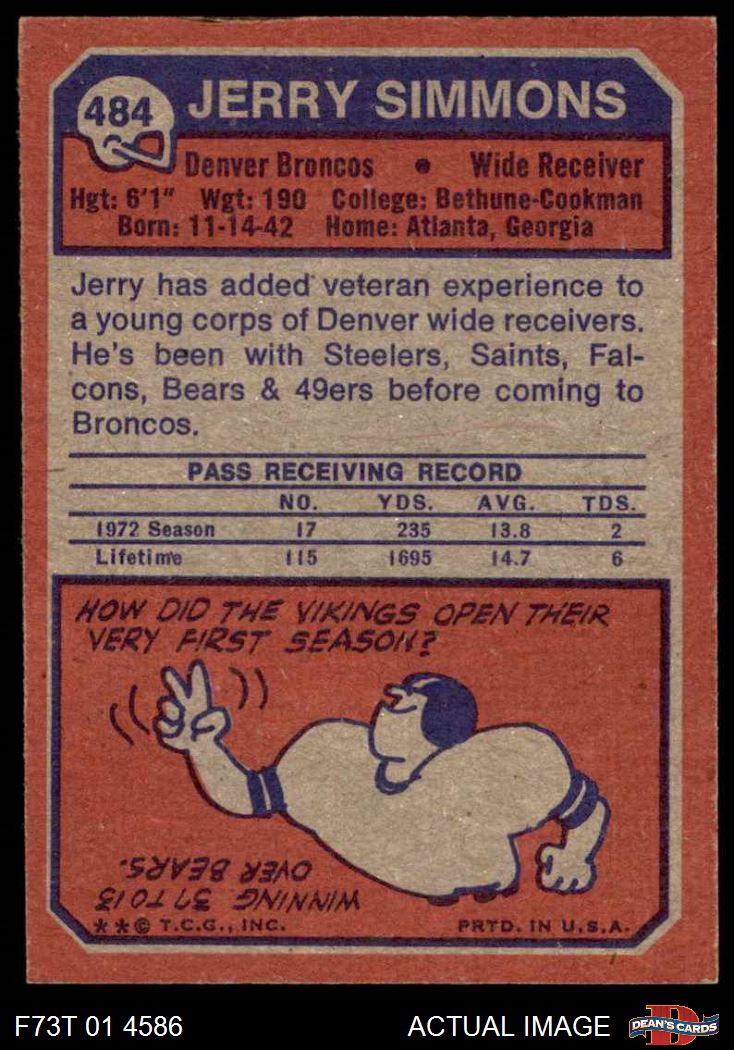 484
JERRY SIMMONS
Denver Broncos • Wide Receiver
Hgt: 6'1" Wgt: 190 College: Bethune-Cookman
Born: 11-14-42 Home: Atlanta, Georgia
Jerry has added veteran experience to
a young corps of Denver wide receivers.
He's been with Steelers, Saints, Fal-
cons, Bears & 49ers before coming to
Broncos.
PASS RECEIVING RECORD
NO. YDS. AVG. TDS.
1972 Season 17 235 13.8 2
Lifetime 115 1695 14.7 6
HOW DID THE VIKINGS OPEN THEIR
VERY FIRST SEASON?
WINNING 37 TO 13
OVER BEARS.
**© T.C.G., INC. PRTD. IN U.S.A.
F73T 01 4586 ACTUAL IMAGE
D
DEAN'S CARDS